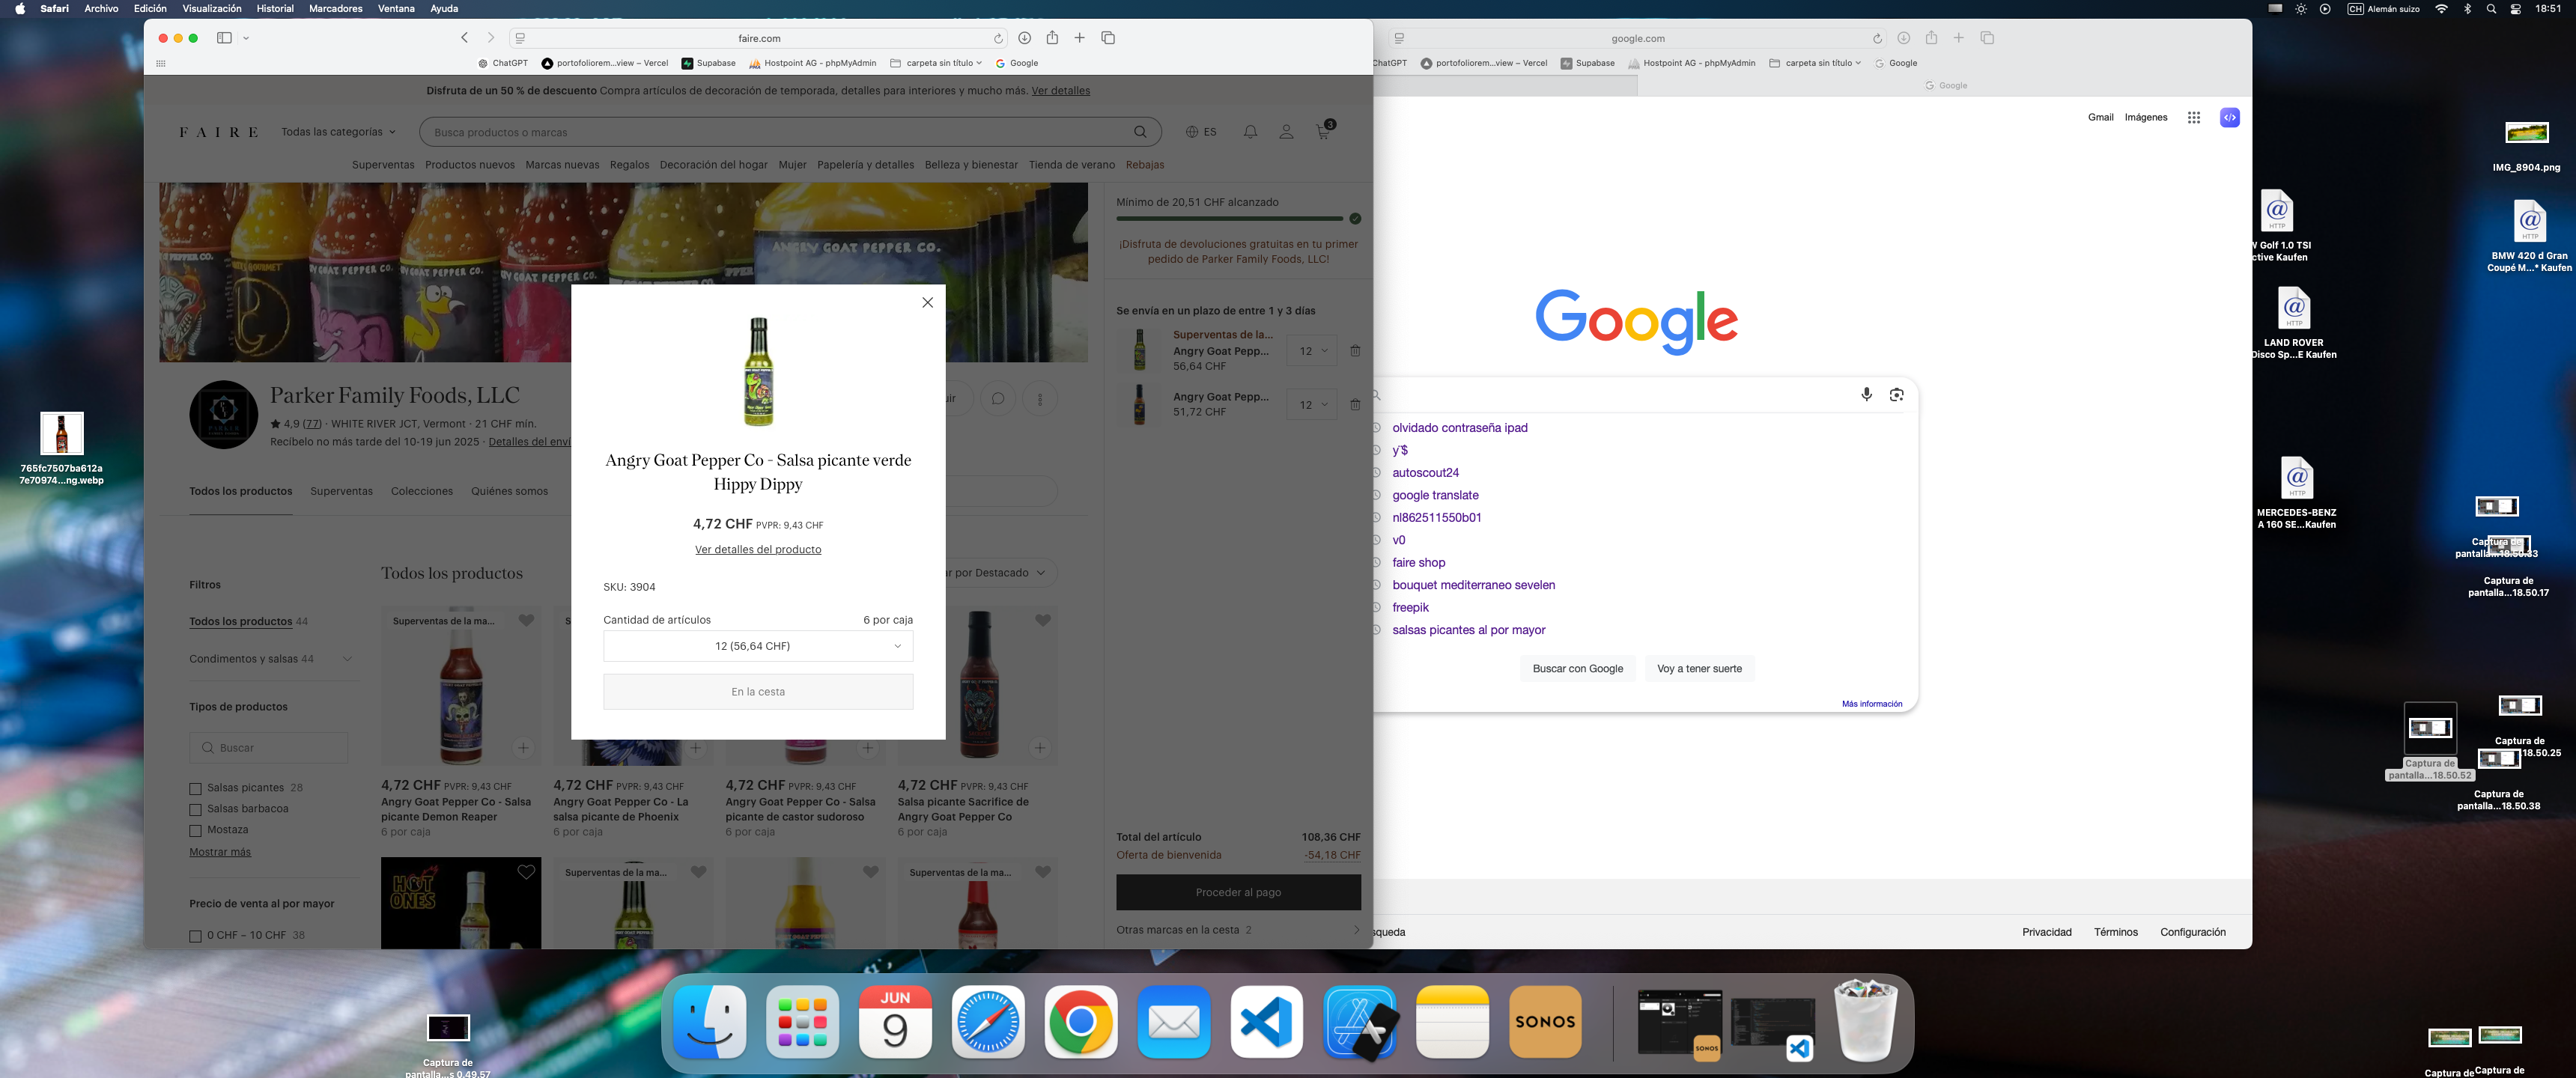 Safari Archivo Edición Visualización Historial Marcadores Ventana Ayuda
CH Alemán suizo 18:51
faire.com
ChatGPT portofoliorem...view – Vercel Supabase Hostpoint AG - phpMyAdmin carpeta sin título Google
Disfruta de un 50 % de descuento Compra artículos de decoración de temporada, detalles para interiores y mucho más. Ver detalles
FAIRE Todas las categorías Busca productos o marcas ES 3
Superventas Productos nuevos Marcas nuevas Regalos Decoración del hogar Mujer Papelería y detalles Belleza y bienestar Tienda de verano Rebajas
ANGRY GOAT PEPPER CO.
Parker Family Foods, LLC
4,9 (77) · WHITE RIVER JCT, Vermont · 21 CHF mín.
Recíbelo no más tarde del 10-19 jun 2025 · Detalles del enví
uir
Todos los productos Superventas Colecciones Quiénes somos
Filtros
Todos los productos 44
Condimentos y salsas 44
Tipos de productos
Buscar
Salsas picantes 28
Salsas barbacoa
Mostaza
Mostrar más
Precio de venta al por mayor
0 CHF – 10 CHF 38
Todos los productos
ar por Destacado
Superventas de la ma...
4,72 CHF PVPR: 9,43 CHF
Angry Goat Pepper Co - Salsa
picante Demon Reaper
6 por caja
4,72 CHF PVPR: 9,43 CHF
Angry Goat Pepper Co - La
salsa picante de Phoenix
6 por caja
4,72 CHF PVPR: 9,43 CHF
Angry Goat Pepper Co - Salsa
picante de castor sudoroso
6 por caja
4,72 CHF PVPR: 9,43 CHF
Salsa picante Sacrifice de
Angry Goat Pepper Co
6 por caja
HOT
ONES
Superventas de la ma...
Superventas de la ma...
Angry Goat Pepper Co - Salsa picante verde
Hippy Dippy
4,72 CHF PVPR: 9,43 CHF
Ver detalles del producto
SKU: 3904
Cantidad de artículos 6 por caja
12 (56,64 CHF)
En la cesta
Mínimo de 20,51 CHF alcanzado
¡Disfruta de devoluciones gratuitas en tu primer
pedido de Parker Family Foods, LLC!
Se envía en un plazo de entre 1 y 3 días
Superventas de la...
Angry Goat Pepp... 12
56,64 CHF
Angry Goat Pepp... 12
51,72 CHF
Total del artículo 108,36 CHF
Oferta de bienvenida -54,18 CHF
Proceder al pago
Otras marcas en la cesta 2
google.com
ChatGPT portofoliorem...view – Vercel Supabase Hostpoint AG - phpMyAdmin carpeta sin título Google
Google
Gmail Imágenes
Google
olvidado contraseña ipad
y¨$
autoscout24
google translate
nl862511550b01
v0
faire shop
bouquet mediterraneo sevelen
freepik
salsas picantes al por mayor
Buscar con Google Voy a tener suerte
Más información
squeda
Privacidad Términos Configuración
765fc7507ba612a
7e70974...ng.webp
IMG_8904.png
HTTP
W Golf 1.0 TSI
ctive Kaufen
HTTP
BMW 420 d Gran
Coupé M...* Kaufen
HTTP
LAND ROVER
Disco Sp...E Kaufen
HTTP
MERCEDES-BENZ
A 160 SE...Kaufen
Captura de
pantalla...18.50.33
Captura de
pantalla...18.50.17
Captura de
18.50.25
Captura de
pantalla...18.50.52
Captura de
pantalla...18.50.38
Captura de
pantalla...s 0.49.57
JUN
9
SONOS
SONOS
Captura de
Captura de